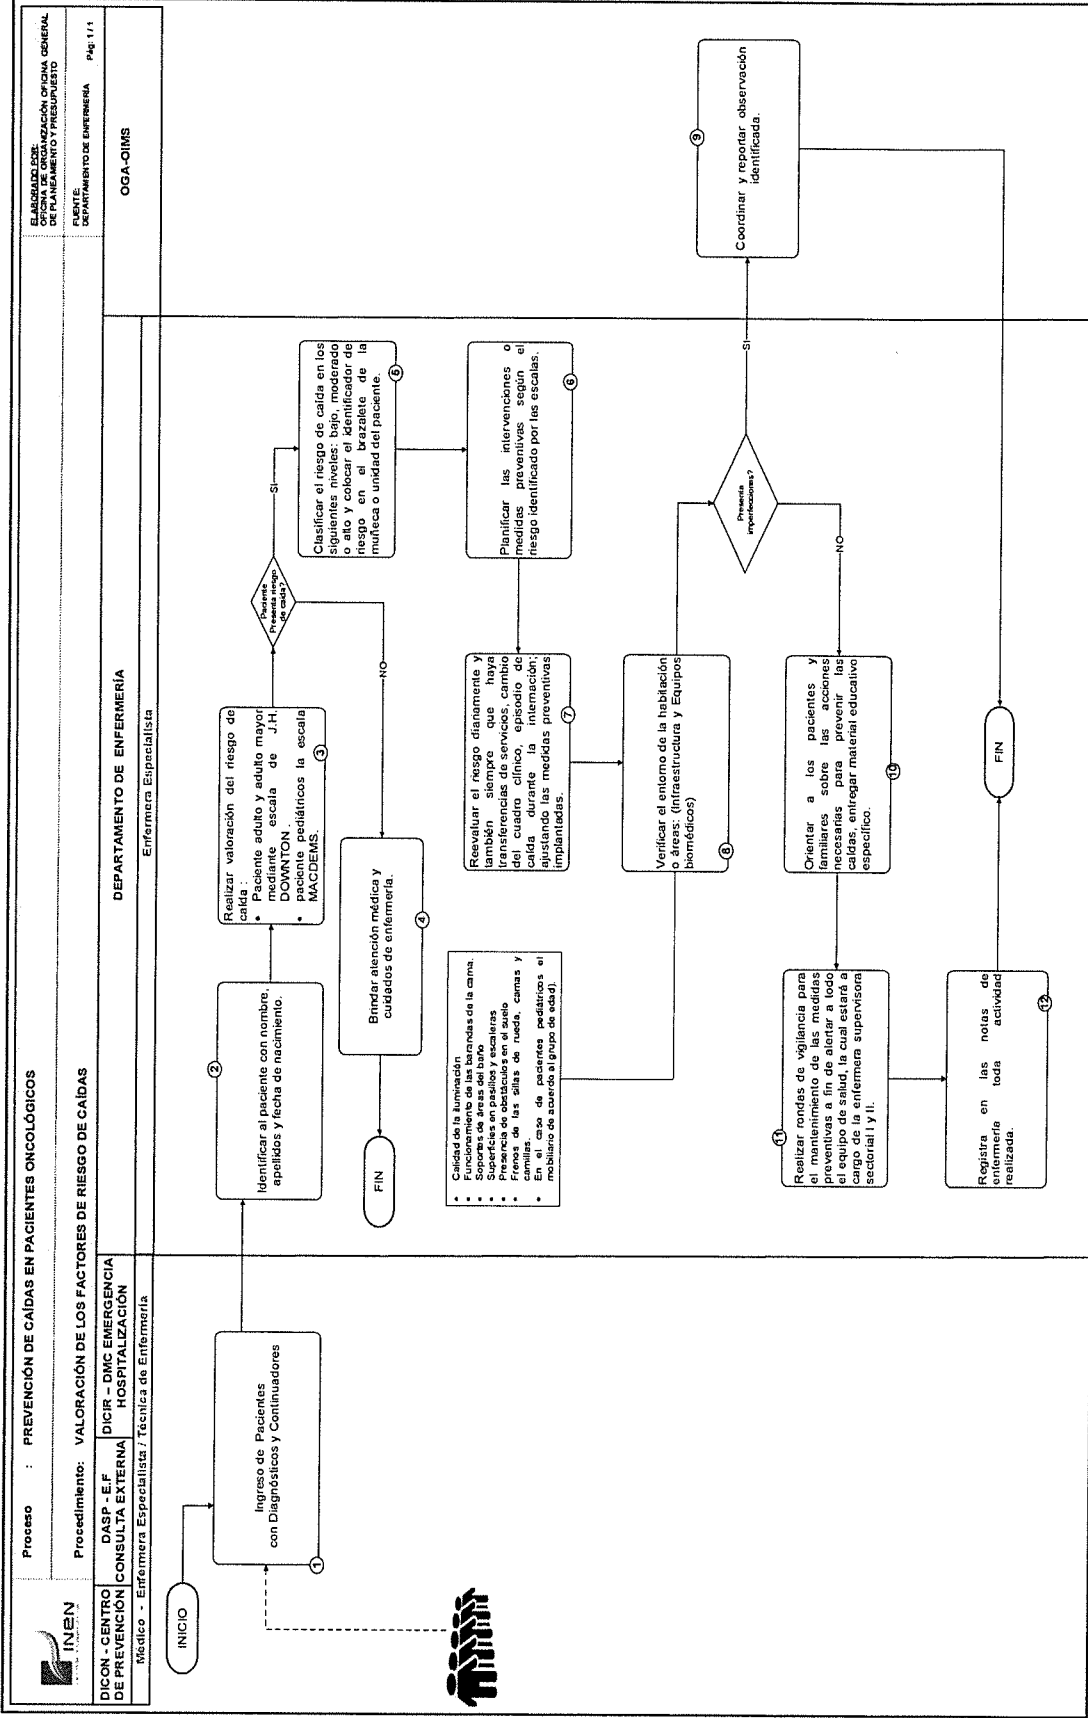 INEN
Proceso : PREVENCIÓN DE CAÍDAS EN PACIENTES ONCOLÓGICOS
Procedimiento: VALORACIÓN DE LOS FACTORES DE RIESGO DE CAÍDAS
ELABORADO POR:
OFICINA DE ORGANIZACIÓN OFICINA GENERAL
DE PLANEAMIENTO Y PRESUPUESTO
FUENTE:
DEPARTAMENTO DE ENFERMERÍA
Pág: 1 / 1
DICON - CENTRO
DE PREVENCIÓN
DASP - E.F
CONSULTA EXTERNA
DICIR – DMC EMERGENCIA
HOSPITALIZACIÓN
DEPARTAMENTO DE ENFERMERÍA
OGA-OIMS
Médico - Enfermera Especialista / Técnica de Enfermería
Enfermera Especialista
INICIO
Ingreso de Pacientes
con Diagnósticos y Continuadores
1
2
Identificar al paciente con nombre,
apellidos y fecha de nacimiento.
Realizar valoración del riesgo de
caída :
• Paciente adulto y adulto mayor
mediante escala de J.H.
DOWNTON .
• paciente pediátricos la escala
MACDEMS.
3
Paciente
Presenta riesgo
de caída?
SI
NO
Brindar atención médica y
cuidados de enfermería.
4
FIN
Clasificar el riesgo de caída en los
siguientes niveles: bajo, moderado
o alto y colocar el identificador de
riesgo en el brazalete de la
muñeca o unidad del paciente.
5
Planificar las intervenciones o
medidas preventivas según el
riesgo identificado por las escalas.
6
Reevaluar el riesgo diariamente y
también siempre que haya
transferencias de servicios, cambio
del cuadro clínico, episodio de
caída durante la internación;
ajustando las medidas preventivas
implantadas.
7
• Calidad de la iluminación
• Funcionamiento de las barandas de la cama.
• Soportes de áreas del baño
• Superficies en pasillos y escaleras
• Presencia de obstáculos en el suelo
• Frenos de las sillas de rueda, camas y
camillas.
• En el caso de pacientes pediátricos el
mobiliario de acuerdo al grupo de edad).
Verificar el entorno de la habitación
o áreas: (Infraestructura y Equipos
biomédicos)
8
Presenta
imperfecciones?
SI
NO
9
Coordinar y reportar observación
identificada.
Orientar a los pacientes y
familiares sobre las acciones
necesarias para prevenir las
caídas, entregar material educativo
específico.
10
11
Realizar rondas de vigilancia para
el mantenimiento de las medidas
preventivas a fin de alertar a todo
el equipo de salud, la cual estará a
cargo de la enfermera supervisora
sectorial I y II.
Registra en las notas de
enfermería toda actividad
realizada.
12
FIN